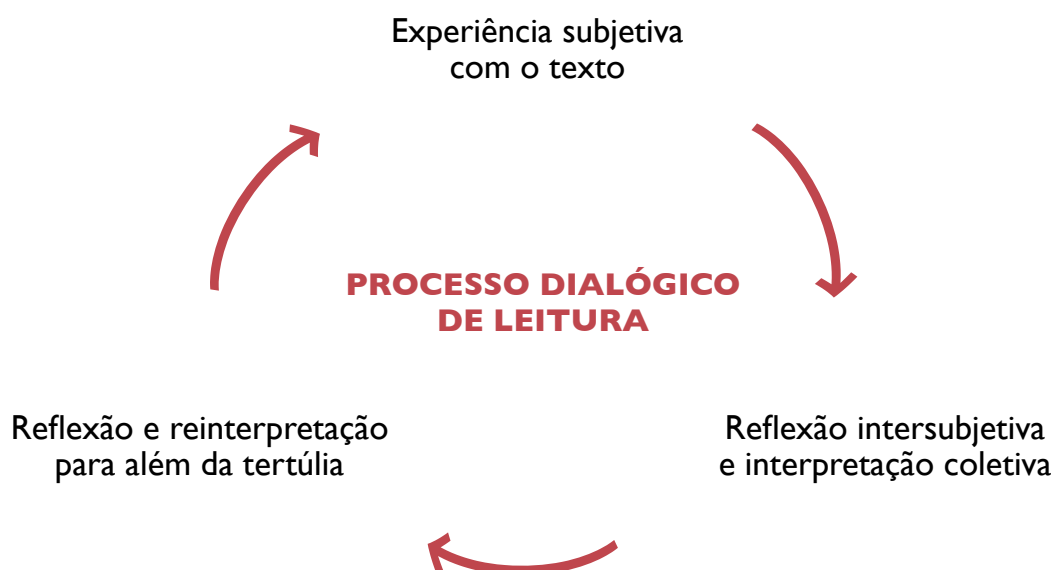 Experiência subjetiva
com o texto
PROCESSO DIALÓGICO
DE LEITURA
Reflexão e reinterpretação
para além da tertúlia
Reflexão intersubjetiva
e interpretação coletiva